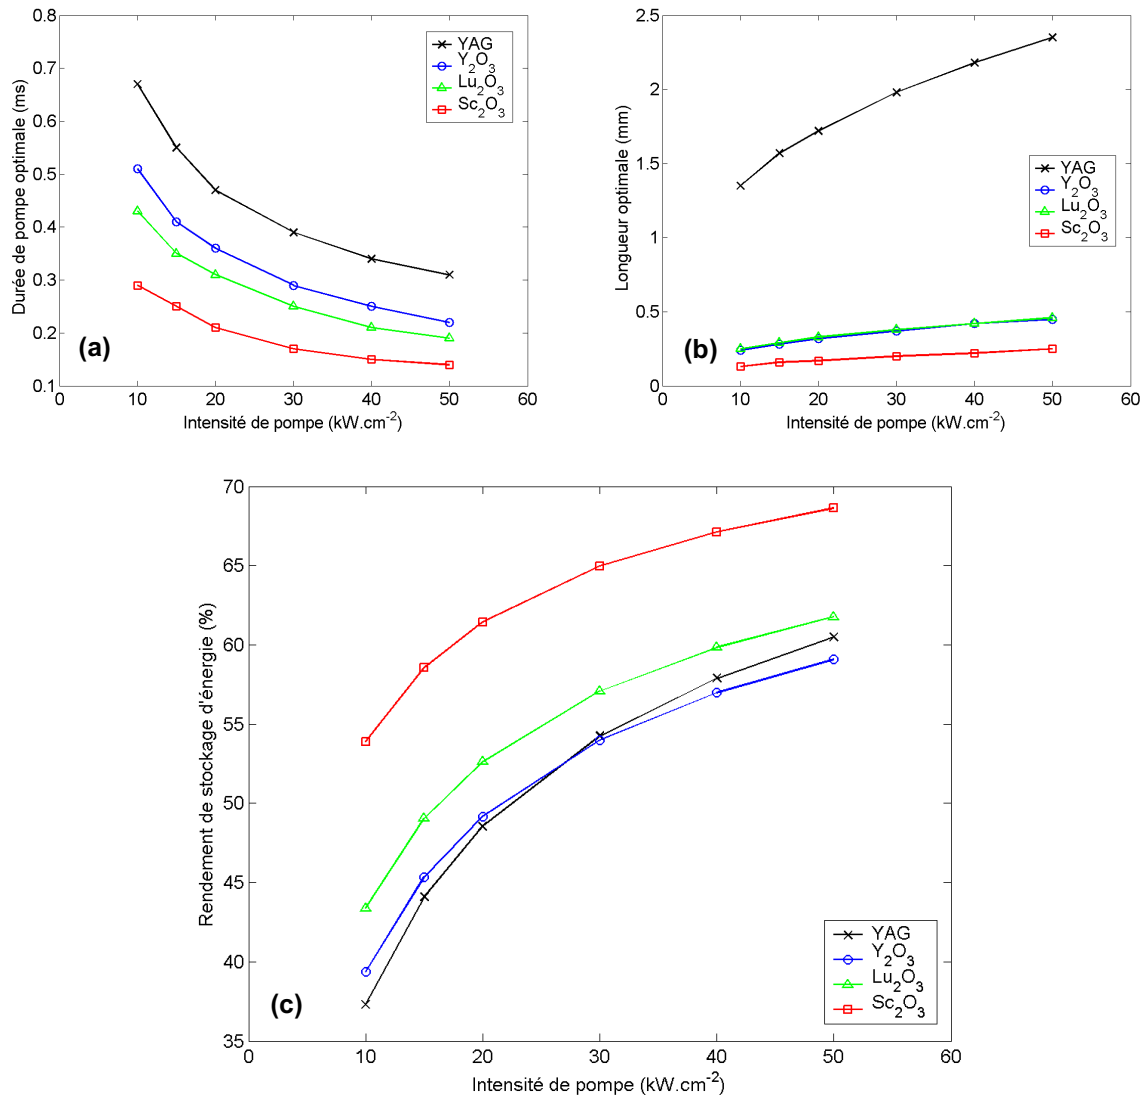 0.8
0.7
0.6
0.5
0.4
0.3
0.2
0.1
0 10 20 30 40 50 60
Durée de pompe optimale (ms)
Intensité de pompe (kW.cm⁻²)
YAG
Y₂O₃
Lu₂O₃
Sc₂O₃
(a)
2.5
2
1.5
1
0.5
0
0 10 20 30 40 50 60
Longueur optimale (mm)
Intensité de pompe (kW.cm⁻²)
YAG
Y₂O₃
Lu₂O₃
Sc₂O₃
(b)
70
65
60
55
50
45
40
35
0 10 20 30 40 50 60
Rendement de stockage d'énergie (%)
Intensité de pompe (kW.cm⁻²)
YAG
Y₂O₃
Lu₂O₃
Sc₂O₃
(c)